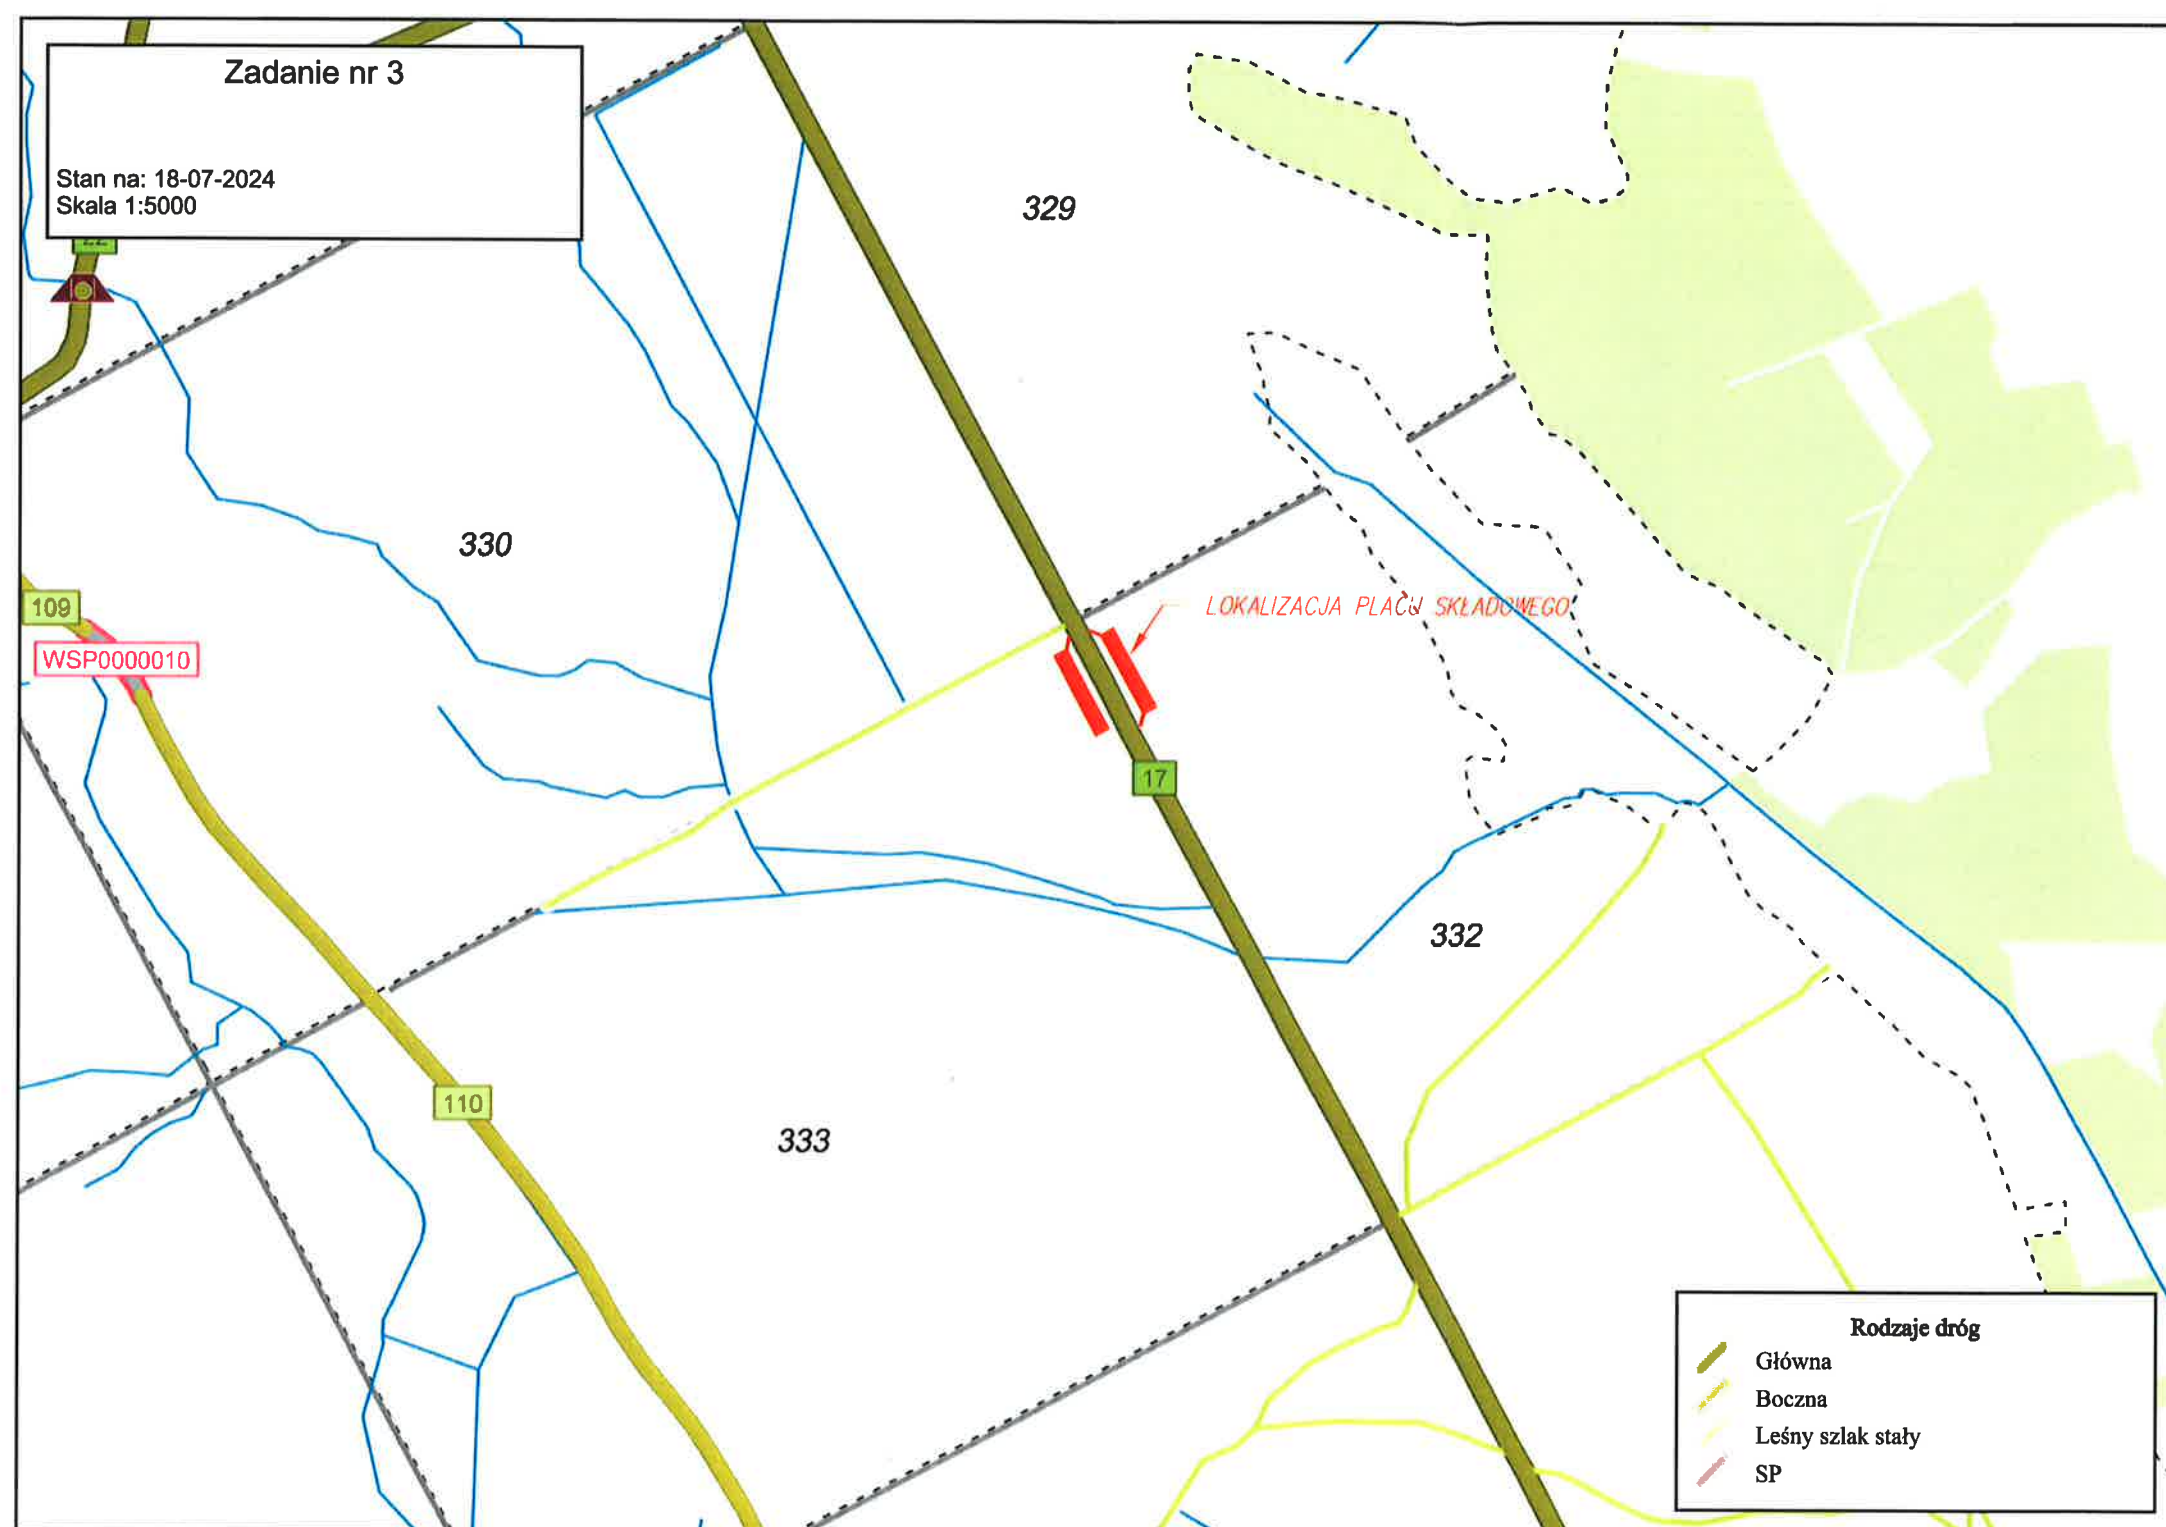 Zadanie nr 3
Stan na: 18-07-2024
Skala 1:5000
329
330
109
WSP0000010
LOKALIZACJA PLACU SKŁADOWEGO
17
332
110
333
Rodzaje dróg
Główna
Boczna
Leśny szlak stały
SP